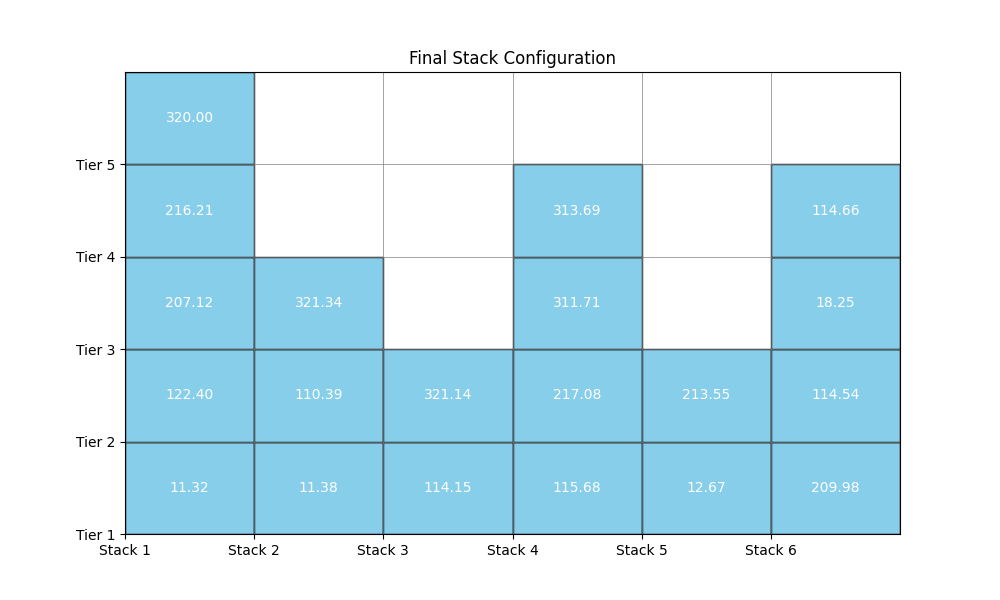 Final Stack Configuration
320.00
Tier 5
216.21 313.69 114.66
Tier 4
207.12 321.34 311.71 18.25
Tier 3
122.40 110.39 321.14 217.08 213.55 114.54
Tier 2
11.32 11.38 114.15 115.68 12.67 209.98
Tier 1
Stack 1 Stack 2 Stack 3 Stack 4 Stack 5 Stack 6